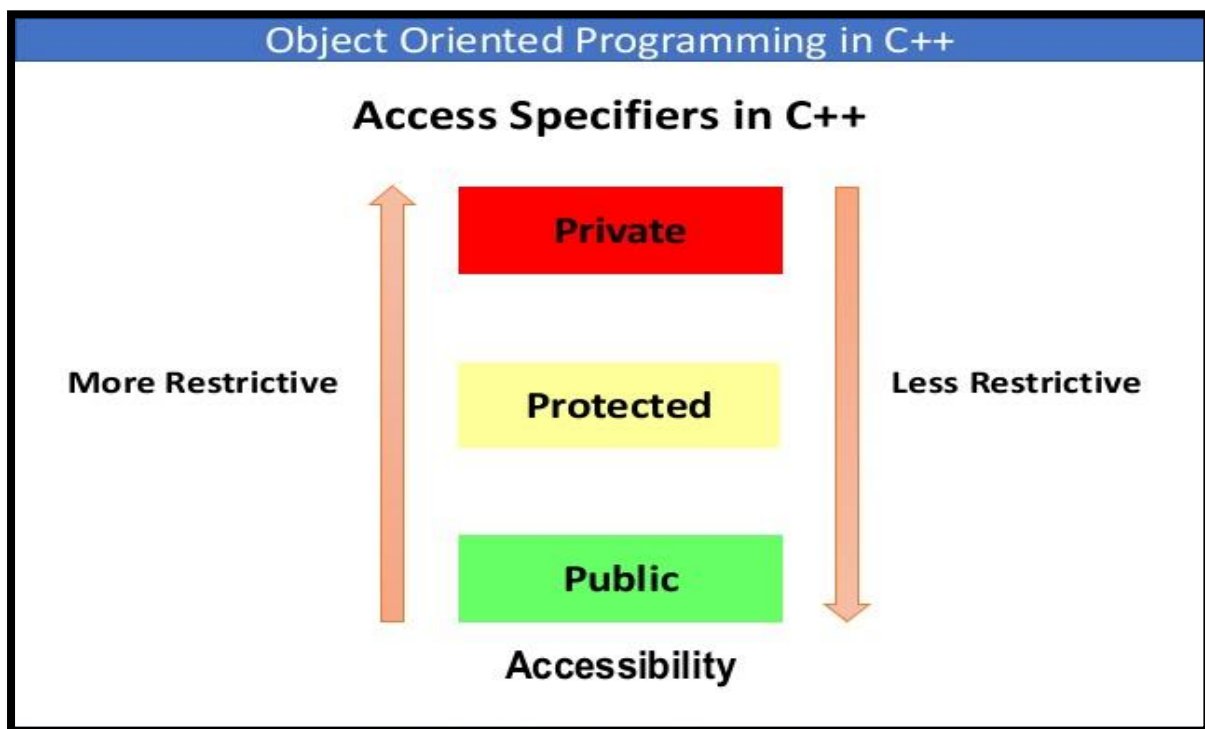 Object Oriented Programming in C++
Access Specifiers in C++
Private
More Restrictive
Protected
Less Restrictive
Public
Accessibility